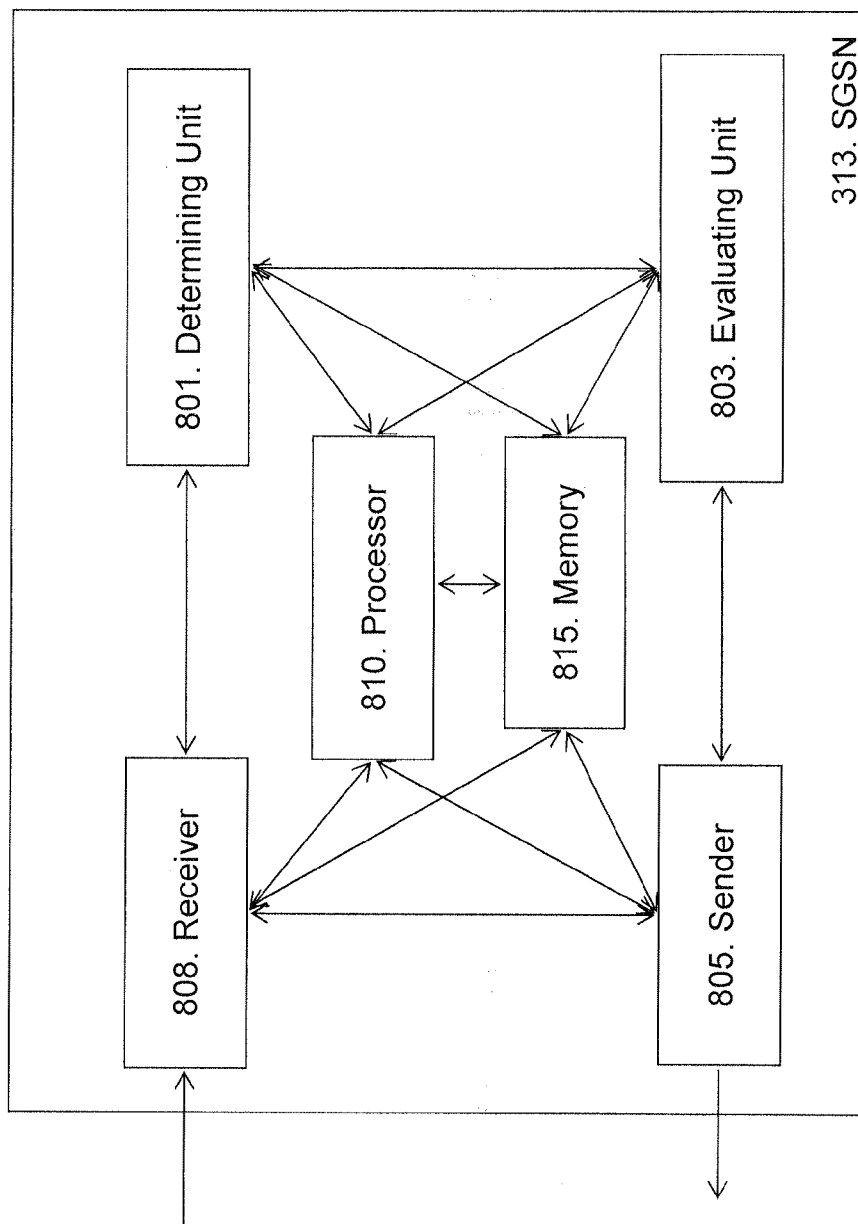 808. Receiver
801. Determining Unit
810. Processor
815. Memory
805. Sender
803. Evaluating Unit
313. SGSN